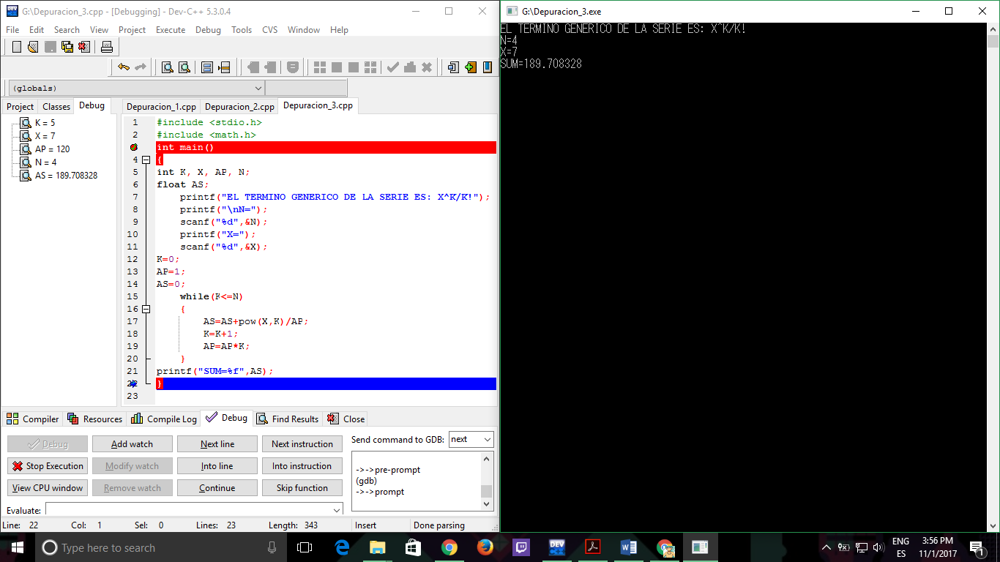 G:\Depuracion_3.cpp - [Debugging] - Dev-C++ 5.3.0.4
File Edit Search View Project Execute Debug Tools CVS Window Help
(globals)
Project Classes Debug
K = 5
X = 7
AP = 120
N = 4
AS = 189.708328
Depuracion_1.cpp Depuracion_2.cpp Depuracion_3.cpp
1 #include <stdio.h>
2 #include <math.h>
int main()
4 {
5 int K, X, AP, N;
6 float AS;
7 printf("EL TERMINO GENERICO DE LA SERIE ES: X^K/K!");
8 printf("\nN=");
9 scanf("%d",&N);
10 printf("X=");
11 scanf("%d",&X);
12 K=0;
13 AP=1;
14 AS=0;
15 while(K<=N)
16 {
17 AS=AS+pow(X,K)/AP;
18 K=K+1;
19 AP=AP*K;
20 }
21 printf("SUM=%f",AS);
22 }
23
Compiler Resources Compile Log Debug Find Results Close
Debug Add watch Next line Next instruction
Stop Execution Modify watch Into line Into instruction
View CPU window Remove watch Continue Skip function
Evaluate:
Send command to GDB: next
->->pre-prompt
(gdb)
->->prompt
Line: 22 Col: 1 Sel: 0 Lines: 23 Length: 343 Insert Done parsing
G:\Depuracion_3.exe
EL TERMINO GENERICO DE LA SERIE ES: X^K/K!
N=4
X=7
SUM=189.708328
Type here to search
DEV
ENG
ES
3:56 PM
11/1/2017
1